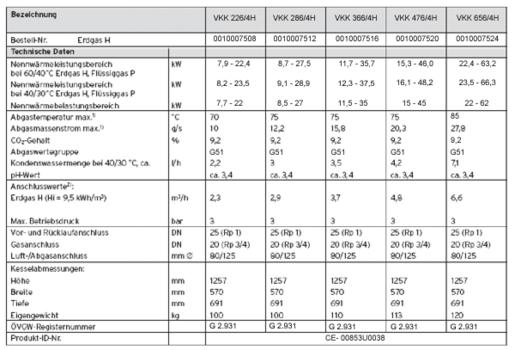 Bezeichnung VKK 226/4H VKK 286/4H VKK 366/4H VKK 476/4H VKK 656/4H
Bestell-Nr. Erdgas H 0010007508 0010007512 0010007516 0010007520 0010007524
Technische Daten
Nennwärmeleistungsbereich kW 7,9 - 22,4 8,7 - 27,5 11,7 - 35,7 15,3 - 46,0 22,4 - 63,2
bei 60/40°C Erdgas H, Flüssiggas P
Nennwärmeleistungsbereich kW 8,2 - 23,5 9,1 - 28,9 12,3 - 37,5 16,1 - 48,2 23,5 - 66,3
bei 40/30°C Erdgas H, Flüssiggas P
Nennwärmebelastungsbereich kW 7,7 - 22 8,5 - 27 11,5 - 35 15 - 45 22 - 62
Abgastemperatur max.¹⁾ °C 70 75 75 75 85
Abgasmassenstrom max.¹⁾ g/s 10 12,2 15,8 20,3 27,8
CO₂-Gehalt % 9,2 9,2 9,2 9,2 9,2
Abgaswertegruppe G51 G51 G51 G51 G51
Kondenswassermenge bei 40/30 °C, ca. l/h 2,2 3 3,5 4,2 7,1
pH-Wert ca. 3,4 ca. 3,4 ca. 3,4 ca. 3,4 ca. 3,4
Anschlusswerte²⁾:
Erdgas H (Hi = 9,5 kWh/m³) m³/h 2,3 2,9 3,7 4,8 6,6
Max. Betriebsdruck bar 3 3 3 3 3
Vor- und Rücklaufanschluss DN 25 (Rp 1) 25 (Rp 1) 25 (Rp 1) 25 (Rp 1) 25 (Rp 1)
Gasanschluss DN 20 (Rp 3/4) 20 (Rp 3/4) 20 (Rp 3/4) 20 (Rp 3/4) 20 (Rp 3/4)
Luft-/Abgasanschluss mm Ø 80/125 80/125 80/125 80/125 80/125
Kesselabmessungen:
Höhe mm 1257 1257 1257 1257 1257
Breite mm 570 570 570 570 570
Tiefe mm 691 691 691 691 691
Eigengewicht kg 100 100 110 113 120
ÖVGW-Registernummer G 2.931 G 2.931 G 2.931 G 2.931 G 2.931
Produkt-ID-Nr. CE- 00853U0038